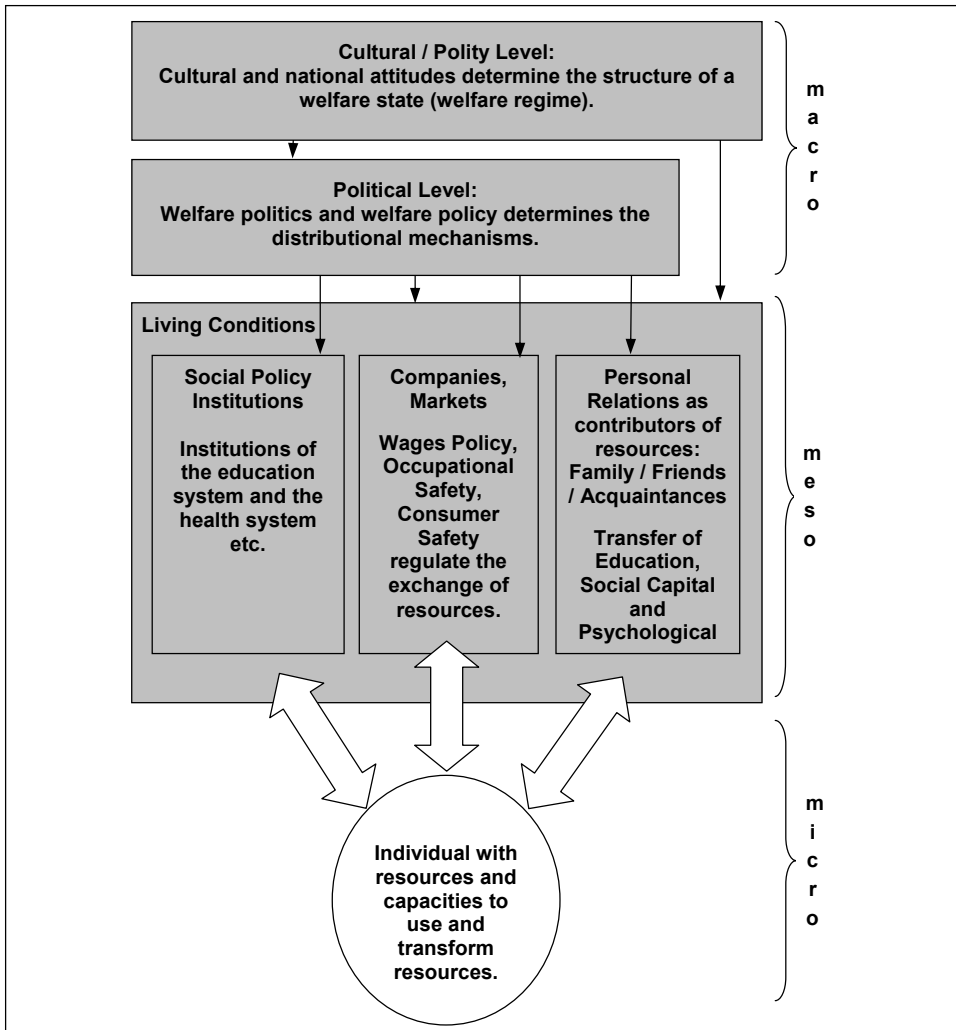 Cultural / Polity Level:
Cultural and national attitudes determine the structure of a
welfare state (welfare regime).
m
a
c
r
o
Political Level:
Welfare politics and welfare policy determines the
distributional mechanisms.
Living Conditions
Social Policy
Institutions
Institutions of
the education
system and the
health system
etc.
Companies,
Markets
Wages Policy,
Occupational
Safety,
Consumer
Safety
regulate the
exchange of
resources.
Personal
Relations as
contributors of
resources:
Family / Friends
/ Acquaintances
Transfer of
Education,
Social Capital
and
Psychological
m
e
s
o
Individual with
resources and
capacities to
use and
transform
resources.
m
i
c
r
o